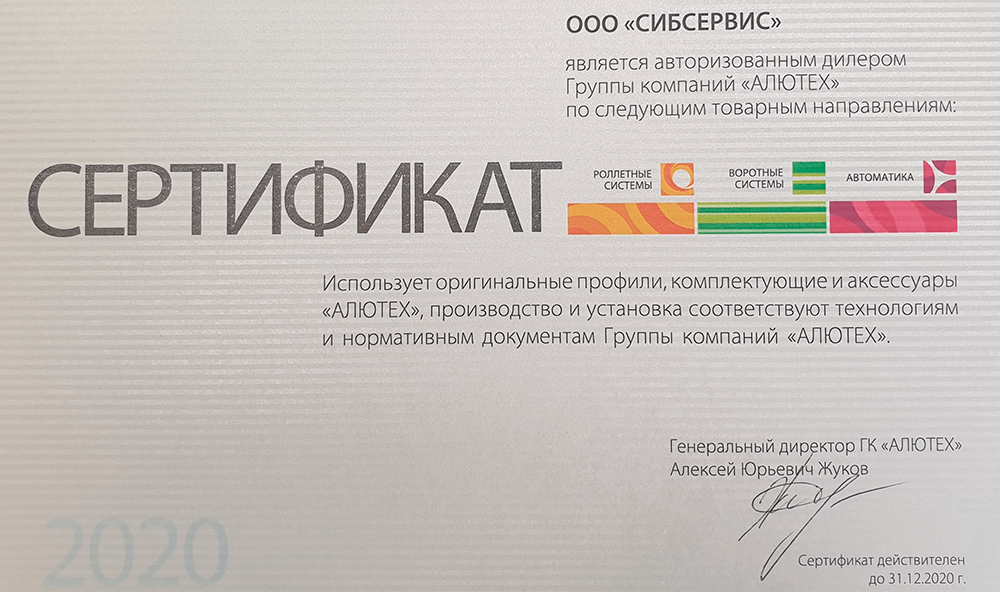 ООО «СИБСЕРВИС»
является авторизованным дилером
Группы компаний «АЛЮТЕХ»
по следующим товарным направлениям:
СЕРТИФИКАТ
РОЛЛЕТНЫЕ
СИСТЕМЫ
ВОРОТНЫЕ
СИСТЕМЫ
АВТОМАТИКА
Использует оригинальные профили, комплектующие и аксессуары
«АЛЮТЕХ», производство и установка соответствуют технологиям
и нормативным документам Группы компаний «АЛЮТЕХ».
Генеральный директор ГК «АЛЮТЕХ»
Алексей Юрьевич Жуков
2020
Сертификат действителен
до 31.12.2020 г.